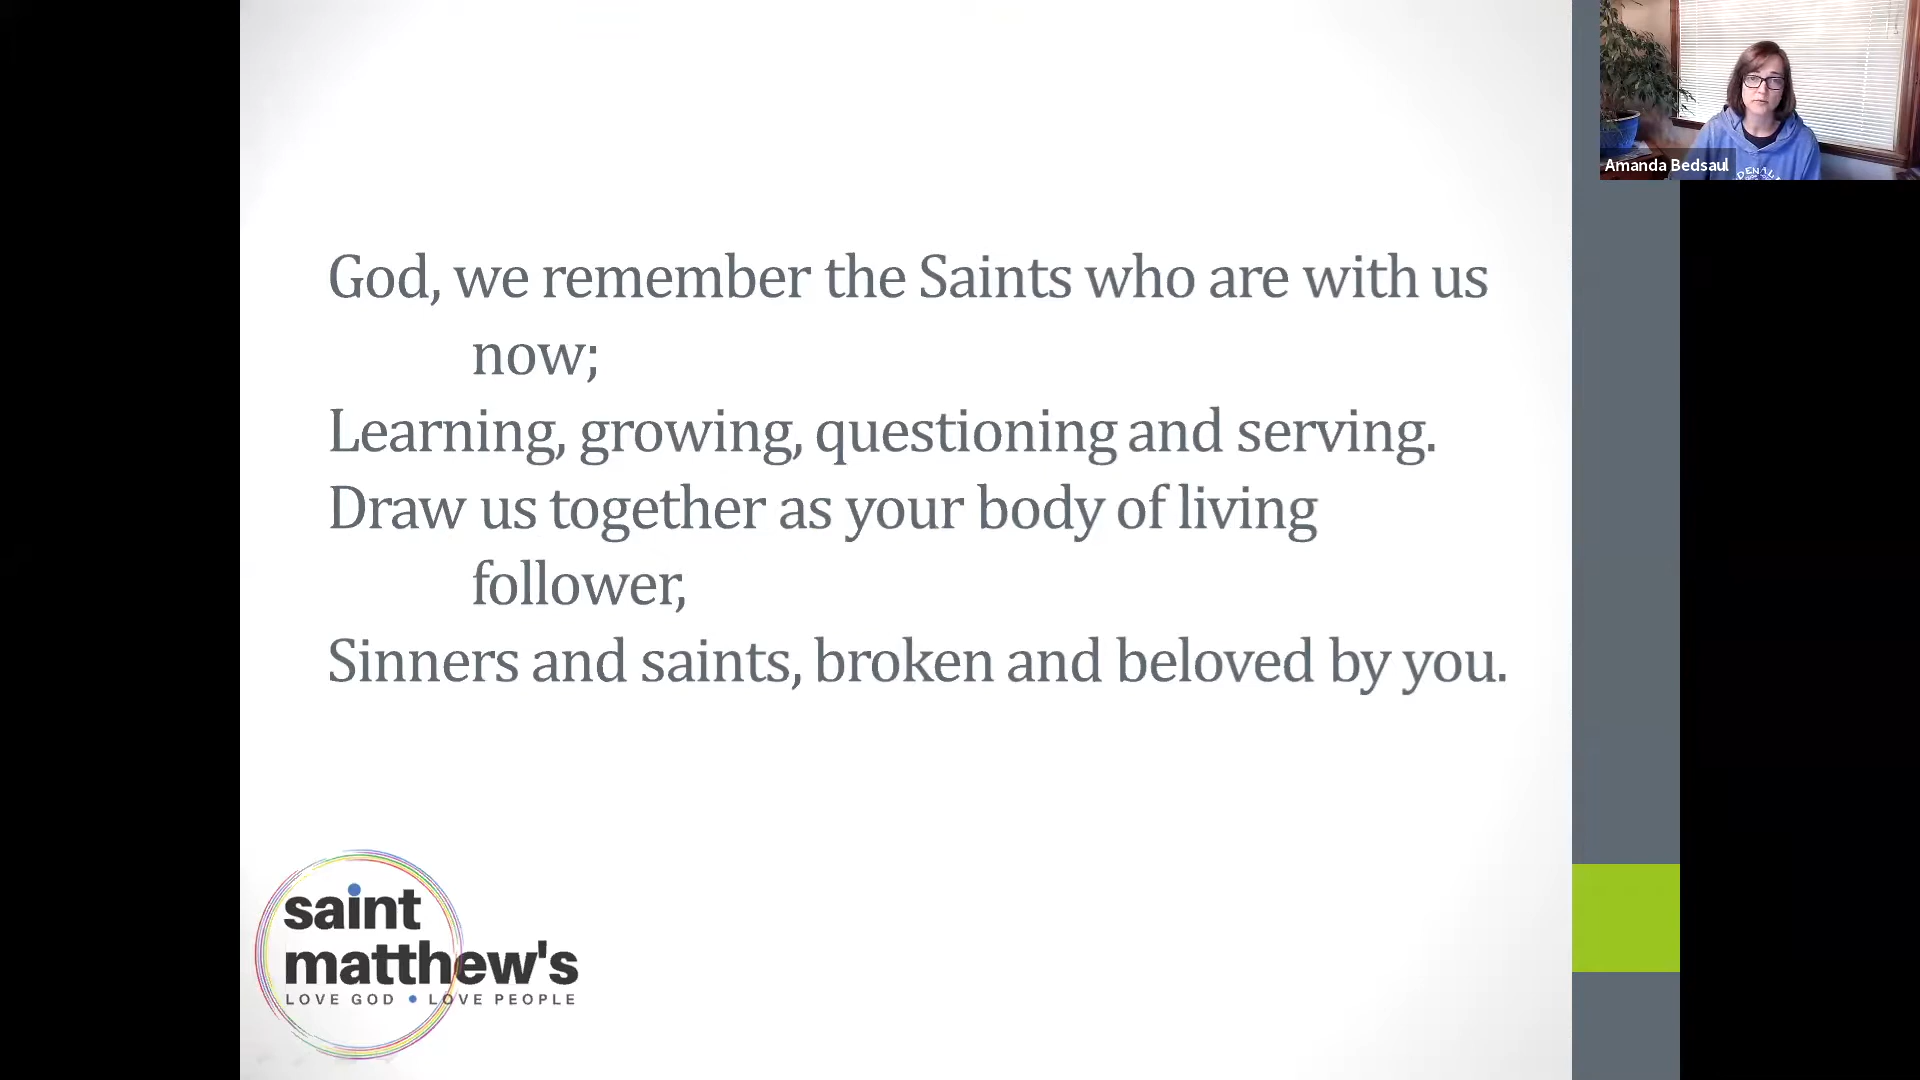 God, we remember the Saints who are with us
now;
Learning, growing, questioning and serving.
Draw us together as your body of living
follower,
Sinners and saints, broken and beloved by you.
saint
matthew's
LOVE GOD • LOVE PEOPLE
Amanda Bedsaul
DENALI